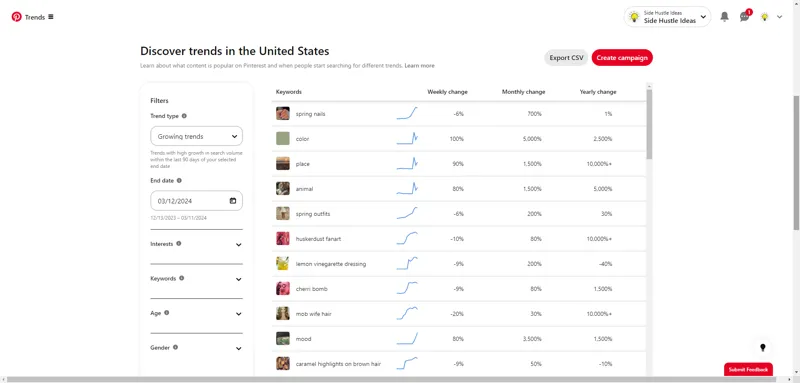 Trends
Side Hustle Ideas
Side Hustle Ideas
1
Discover trends in the United States
Learn about what content is popular on Pinterest and when people start searching for different trends. Learn more
Export CSV
Create campaign
Filters
Trend type
Growing trends
Trends with high growth in search volume
within the last 90 days of your selected
end date
End date
03/12/2024
12/13/2023 – 03/11/2024
Interests
Keywords
Age
Gender
Keywords Weekly change Monthly change Yearly change
spring nails -6% 700% 1%
color 100% 5,000% 2,500%
place 90% 1,500% 10,000%+
animal 80% 1,500% 5,000%
spring outfits -6% 200% 30%
huskerdust fanart -10% 80% 10,000%+
lemon vinegarette dressing -9% 200% -40%
cherri bomb -9% 80% 1,500%
mob wife hair -20% 30% 10,000%+
mood 80% 3,500% 1,500%
caramel highlights on brown hair -9% 50% -10%
Submit Feedback